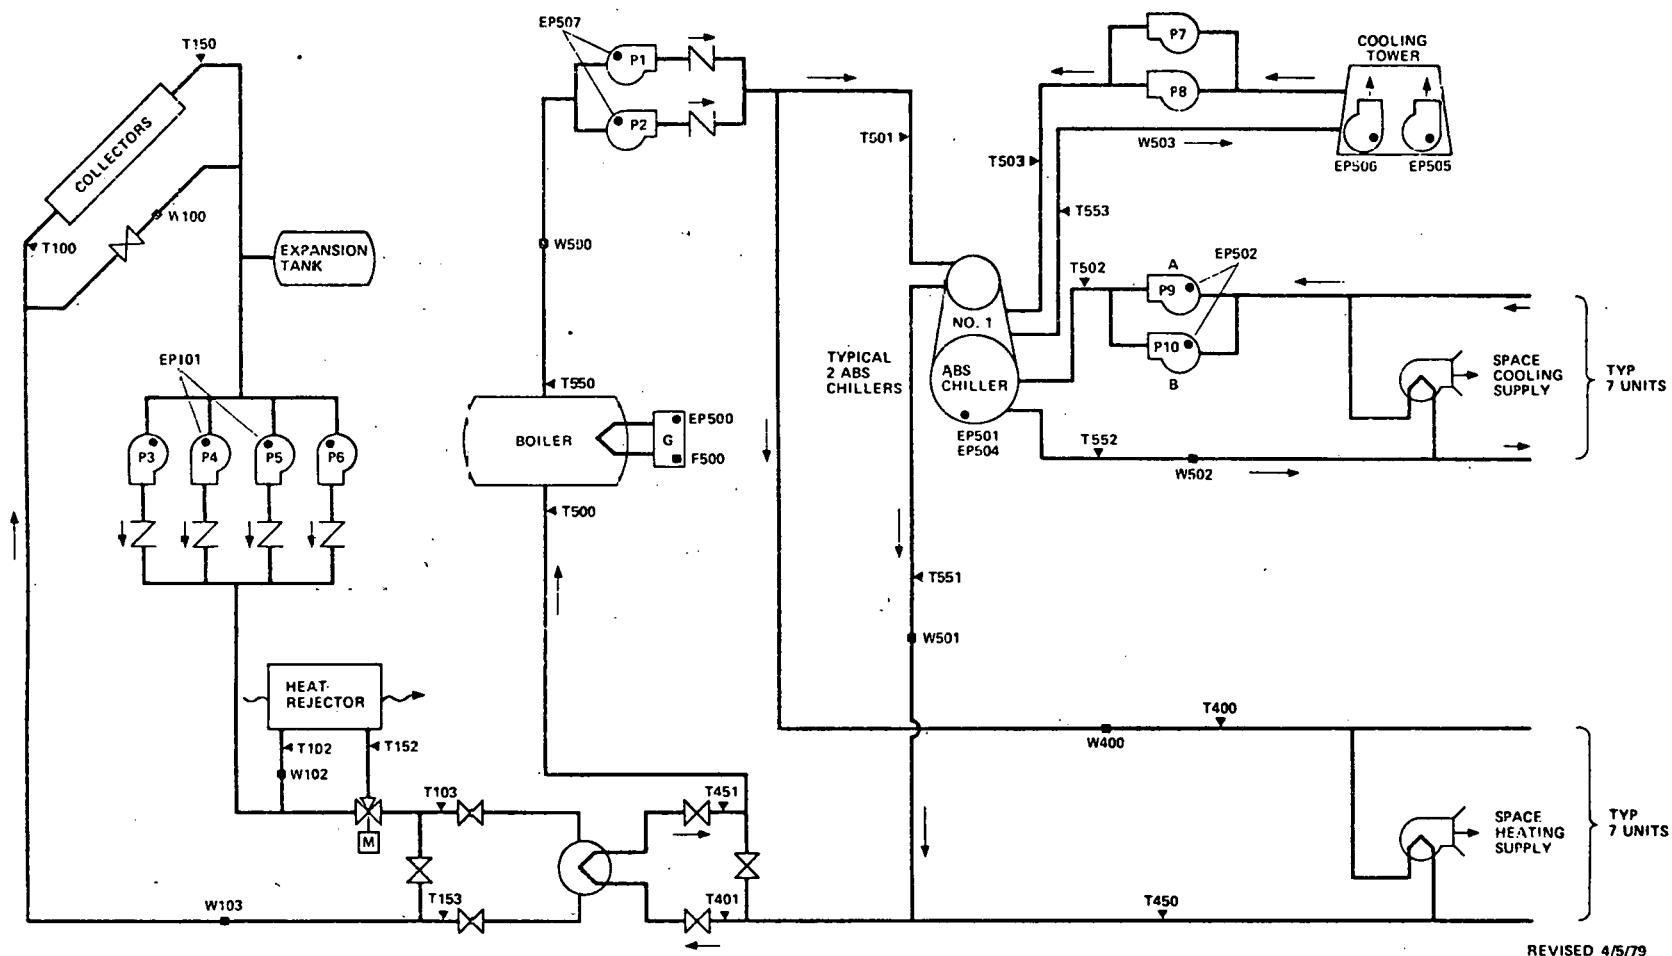 T150
COLLECTORS
W100
T100
EXPANSION
TANK
EP101
P3
P4
P5
P6
HEAT-
REJECTOR
T102
T152
W102
M
T103
T153
W103
EP507
P1
P2
W500
T550
BOILER
G
EP500
F500
T500
T451
T401
T501
TYPICAL
2 ABS
CHILLERS
NO. 1
ABS
CHILLER
EP501
EP504
T551
W501
P7
P8
COOLING
TOWER
W503
EP506
EP505
T503
T553
T502
A
P9
EP502
P10
B
T552
W502
SPACE
COOLING
SUPPLY
TYP
7 UNITS
T400
W400
SPACE
HEATING
SUPPLY
TYP
7 UNITS
T450
REVISED 4/5/79